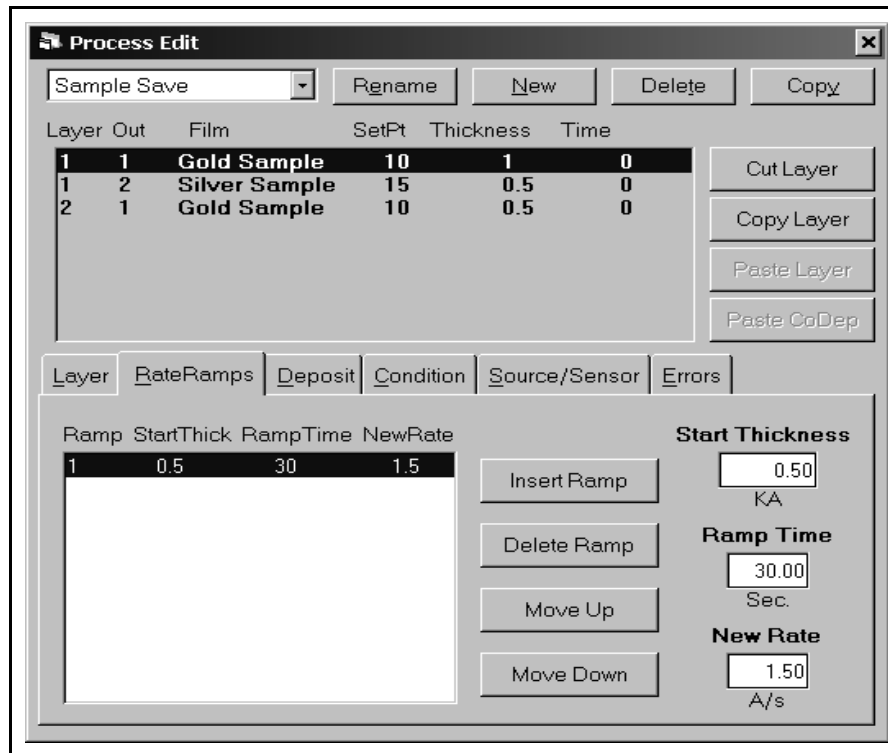 Process Edit
Sample Save Rename New Delete Copy
Layer Out Film SetPt Thickness Time
1 1 Gold Sample 10 1 0
1 2 Silver Sample 15 0.5 0
2 1 Gold Sample 10 0.5 0
Cut Layer
Copy Layer
Paste Layer
Paste CoDep
Layer RateRamps Deposit Condition Source/Sensor Errors
Ramp StartThick RampTime NewRate
1 0.5 30 1.5
Insert Ramp
Delete Ramp
Move Up
Move Down
Start Thickness
0.50
KA
Ramp Time
30.00
Sec.
New Rate
1.50
A/s